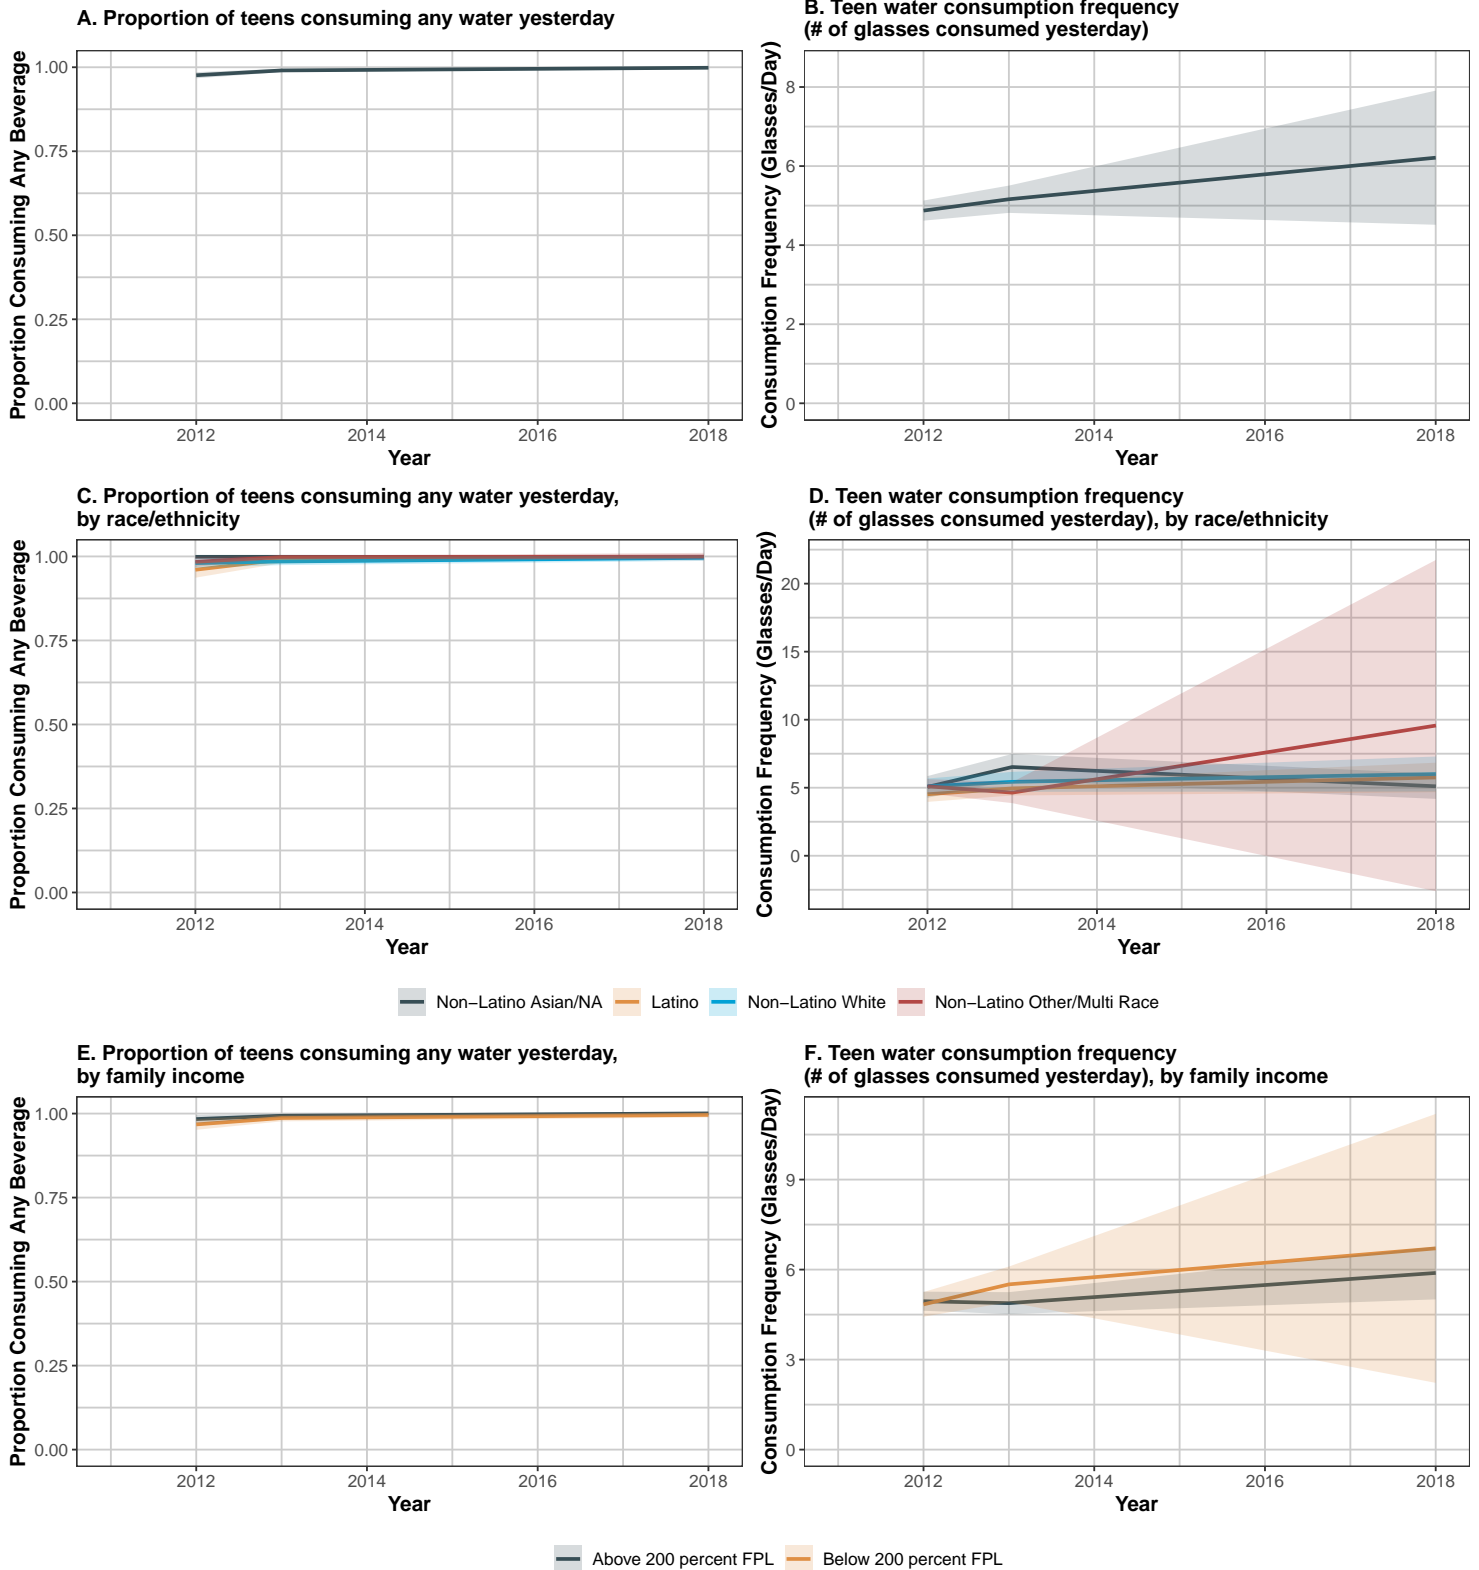 A. Proportion of teens consuming any water yesterday
Proportion Consuming Any Beverage
1.00
0.75
0.50
0.25
0.00
2012 2014 2016 2018
Year
B. Teen water consumption frequency
(# of glasses consumed yesterday)
Consumption Frequency (Glasses/Day)
8
6
4
2
0
2012 2014 2016 2018
Year
C. Proportion of teens consuming any water yesterday,
by race/ethnicity
Proportion Consuming Any Beverage
1.00
0.75
0.50
0.25
0.00
2012 2014 2016 2018
Year
D. Teen water consumption frequency
(# of glasses consumed yesterday), by race/ethnicity
Consumption Frequency (Glasses/Day)
20
15
10
5
0
2012 2014 2016 2018
Year
Non−Latino Asian/NA Latino Non−Latino White Non−Latino Other/Multi Race
E. Proportion of teens consuming any water yesterday,
by family income
Proportion Consuming Any Beverage
1.00
0.75
0.50
0.25
0.00
2012 2014 2016 2018
Year
F. Teen water consumption frequency
(# of glasses consumed yesterday), by family income
Consumption Frequency (Glasses/Day)
9
6
3
0
2012 2014 2016 2018
Year
Above 200 percent FPL Below 200 percent FPL